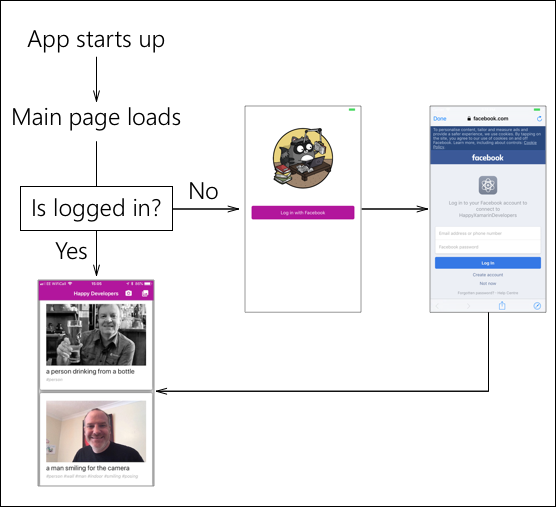 App starts up
Main page loads
Is logged in?
No
Yes
Log in with Facebook
Done
facebook.com
To personalise content, tailor and measure ads and
provide a safer experience, we use cookies. By tapping
on the site, you agree to our use of cookies off
Facebook. Learn more, including about controls: Cookie
Policy
facebook
Log in to your Facebook account to
connect to
HappyXamarinDevelopers
Email address or phone number
Facebook password
Log In
Create account
Not now
Forgotten password? · Help Centre
15:00
Happy Developers
a person drinking from a bottle
#person
a man smiling for the camera
#person #wall #man #indoor #smiling #posing